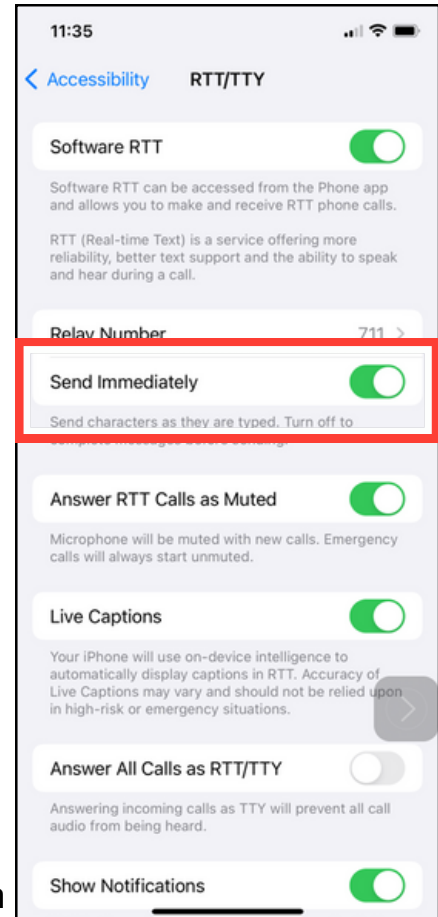 11:35
Accessibility RTT/TTY
Software RTT
Software RTT can be accessed from the Phone app
and allows you to make and receive RTT phone calls.
RTT (Real-time Text) is a service offering more
reliability, better text support and the ability to speak
and hear during a call.
Relay Number 711
Send Immediately
Send characters as they are typed. Turn off to
complete messages before sending.
Answer RTT Calls as Muted
Microphone will be muted with new calls. Emergency
calls will always start unmuted.
Live Captions
Your iPhone will use on-device intelligence to
automatically display captions in RTT. Accuracy of
Live Captions may vary and should not be relied upon
in high-risk or emergency situations.
Answer All Calls as RTT/TTY
Answering incoming calls as TTY will prevent all call
audio from being heard.
Show Notifications